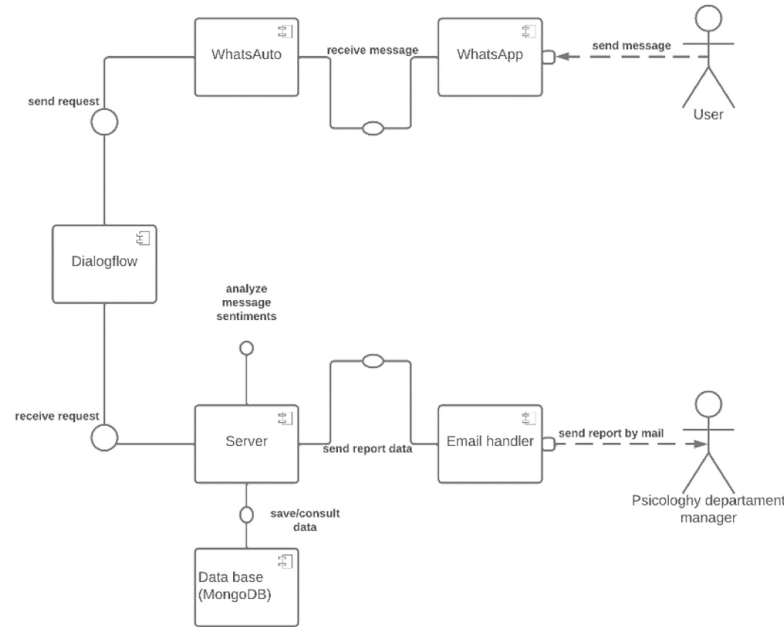 WhatsAuto
receive message
WhatsApp
send message
send request
User
Dialogflow
analyze
message
sentiments
receive request
Server
send report data
Email handler
send report by mail
Psicologhy departament
manager
save/consult
data
Data base
(MongoDB)